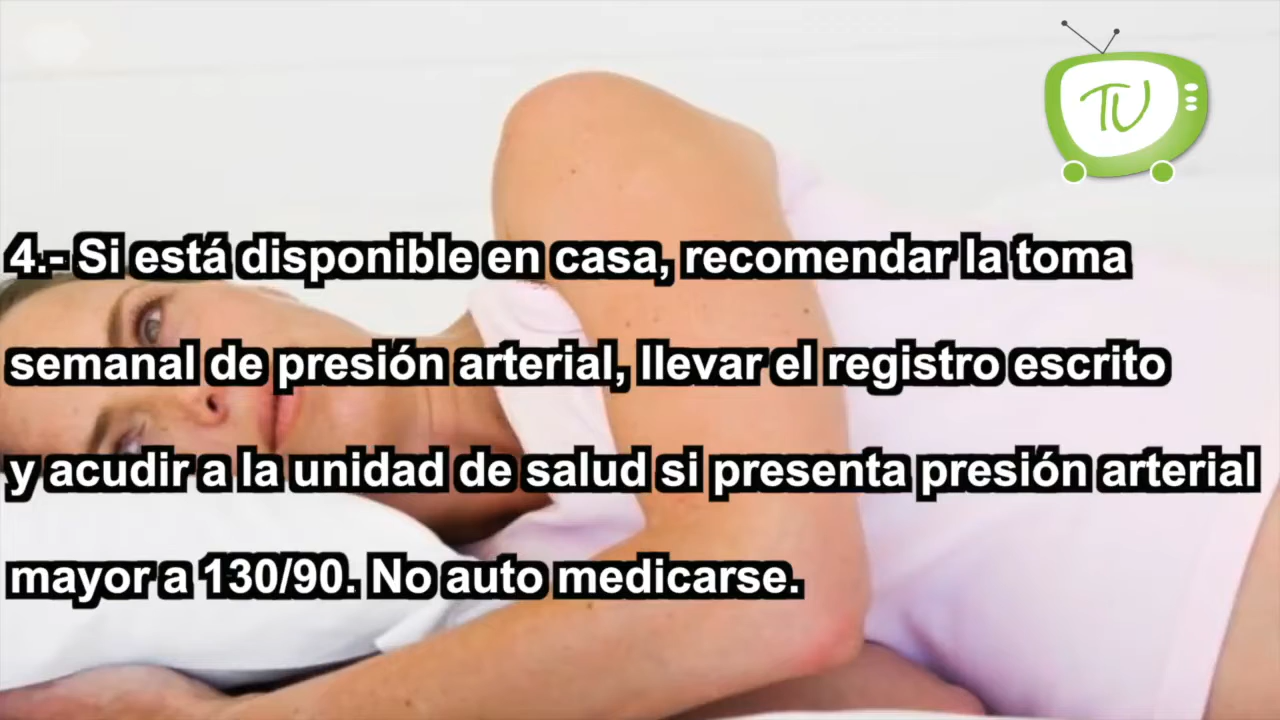 TV
4.- Si está disponible en casa, recomendar la toma
semanal de presión arterial, llevar el registro escrito
y acudir a la unidad de salud si presenta presión arterial
mayor a 130/90. No auto medicarse.